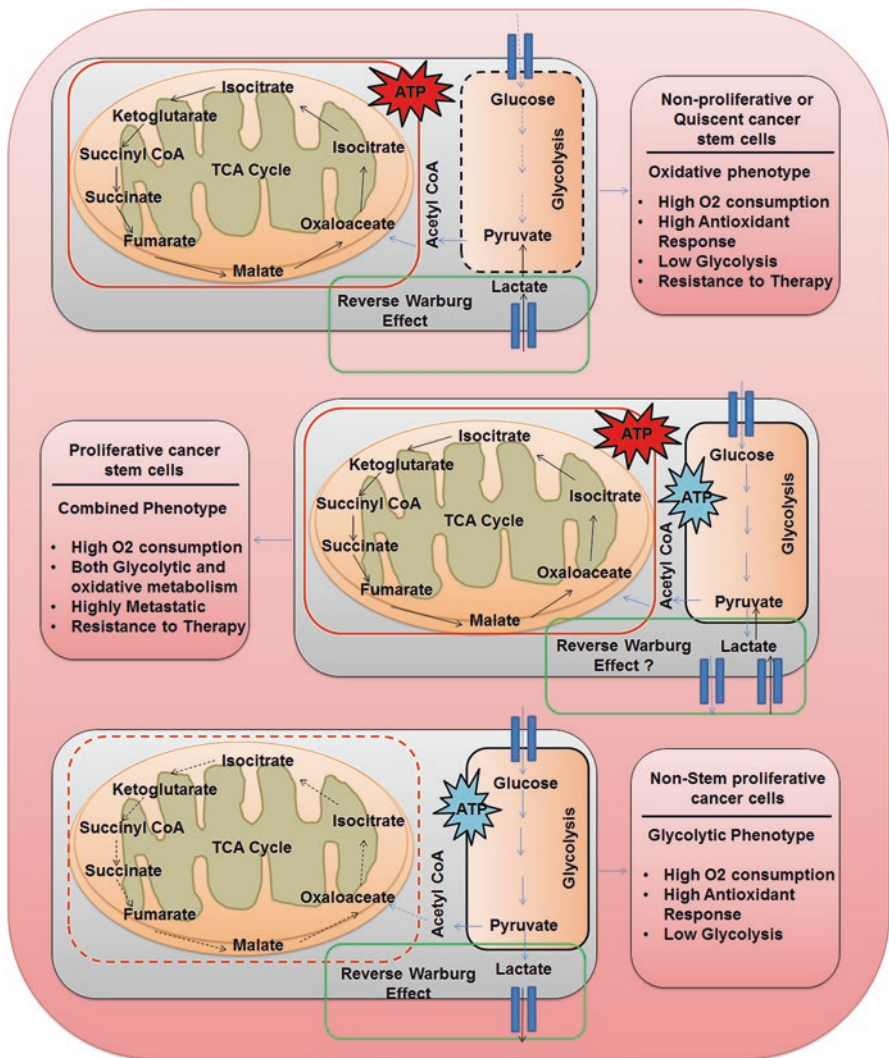 Isocitrate
Ketoglutarate
Succinyl CoA
Succinate
Fumarate
Malate
Oxaloaceate
Isocitrate
TCA Cycle
ATP
Acetyl CoA
Glucose
Glycolysis
Pyruvate
Lactate
Reverse Warburg
Effect
Non-proliferative or
Quiscent cancer
stem cells
Oxidative phenotype
• High O2 consumption
• High Antioxidant
Response
• Low Glycolysis
• Resistance to Therapy
Proliferative cancer
stem cells
Combined Phenotype
• High O2 consumption
• Both Glycolytic and
oxidative metabolism
• Highly Metastatic
• Resistance to Therapy
Isocitrate
Ketoglutarate
Succinyl CoA
Succinate
Fumarate
Malate
Oxaloaceate
Isocitrate
TCA Cycle
ATP
ATP
Acetyl CoA
Glucose
Glycolysis
Pyruvate
Lactate
Reverse Warburg
Effect ?
Isocitrate
Ketoglutarate
Succinyl CoA
Succinate
Fumarate
Malate
Oxaloaceate
Isocitrate
TCA Cycle
ATP
Acetyl CoA
Glucose
Glycolysis
Pyruvate
Lactate
Reverse Warburg
Effect
Non-Stem proliferative
cancer cells
Glycolytic Phenotype
• High O2 consumption
• High Antioxidant
Response
• Low Glycolysis